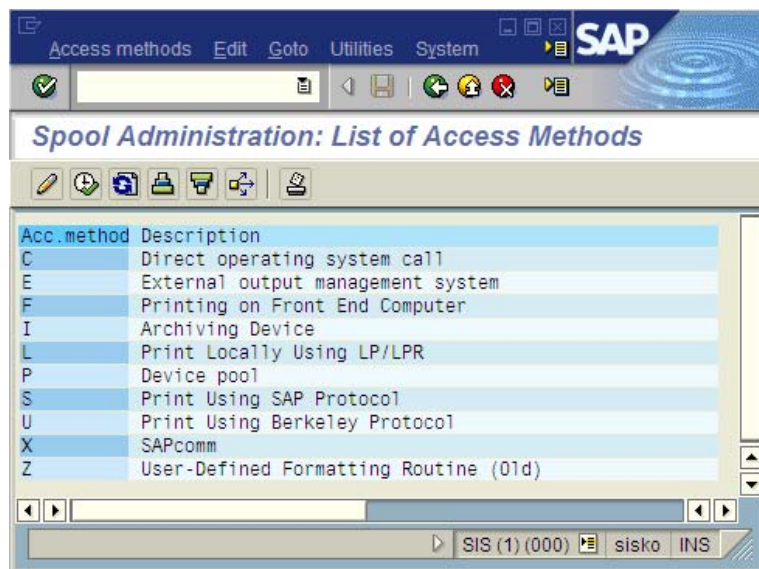 Access methods Edit Goto Utilities System
SAP
Spool Administration: List of Access Methods
Acc.method Description
C Direct operating system call
E External output management system
F Printing on Front End Computer
I Archiving Device
L Print Locally Using LP/LPR
P Device pool
S Print Using SAP Protocol
U Print Using Berkeley Protocol
X SAPcomm
Z User-Defined Formatting Routine (Old)
SIS (1) (000) sisko INS